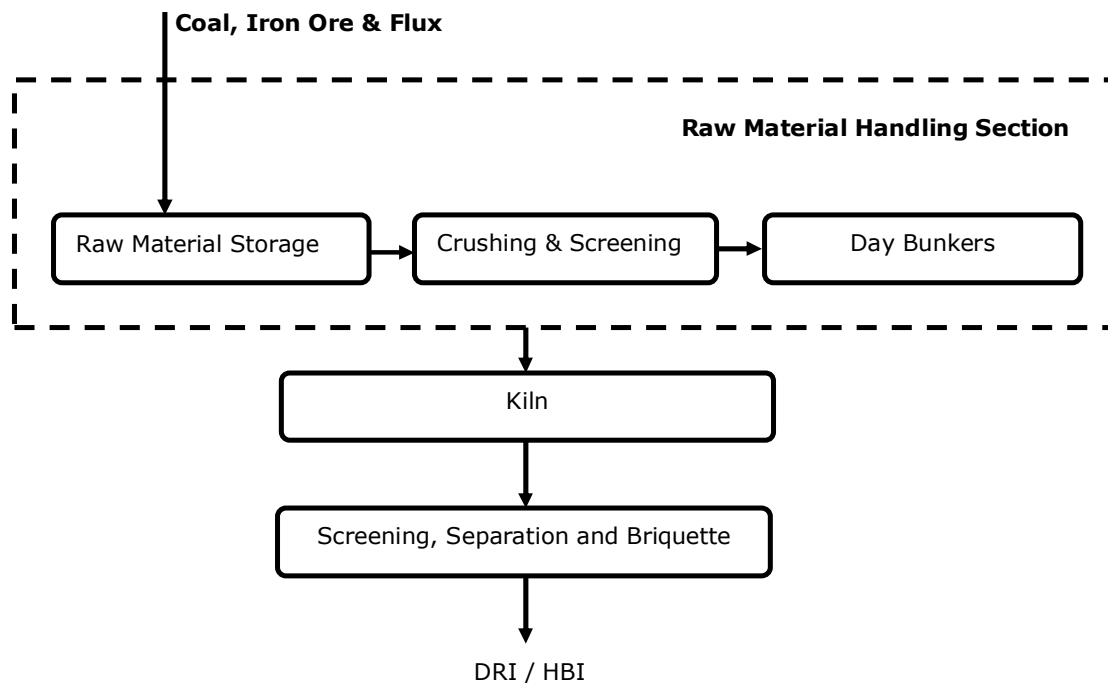 Coal, Iron Ore & Flux
Raw Material Handling Section
Raw Material Storage
Crushing & Screening
Day Bunkers
Kiln
Screening, Separation and Briquette
DRI / HBI